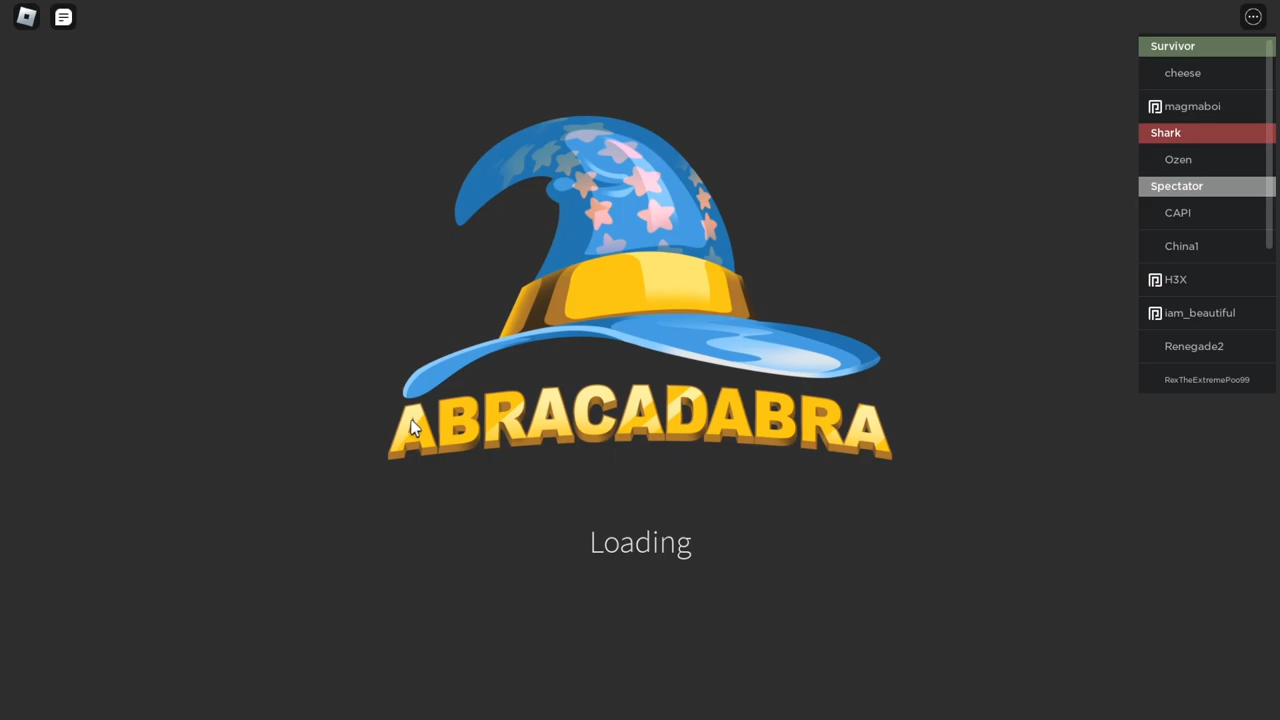 Survivor
cheese
magmaboi
Shark
Ozen
Spectator
CAPI
China1
H3X
iam_beautiful
Renegade2
RexTheExtremePoo99
ABRACADABRA
Loading